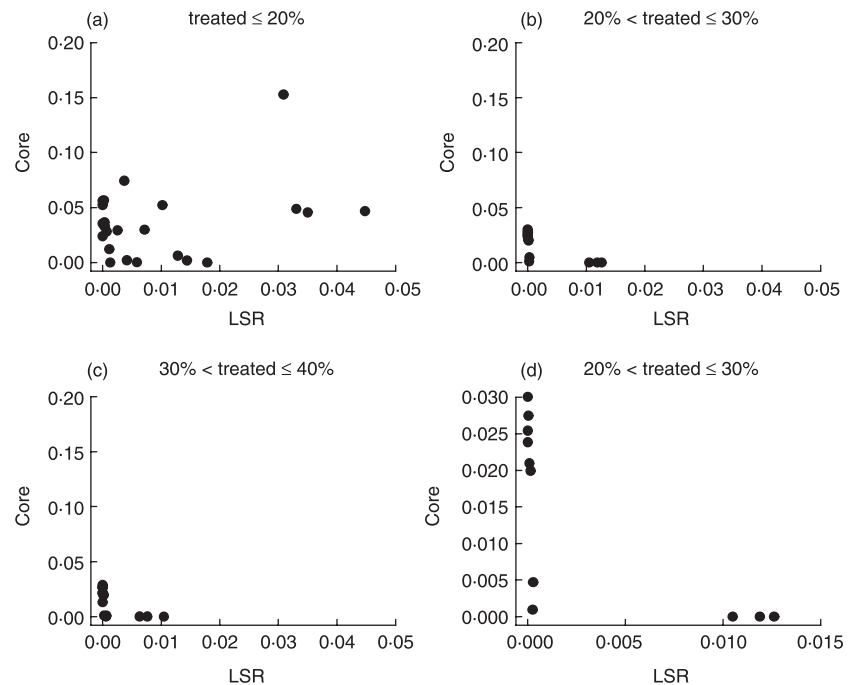 (a) treated ≤ 20%
0·20
0·15
0·10
0·05
0·00
Core
0·00 0·01 0·02 0·03 0·04 0·05
LSR
(b) 20% < treated ≤ 30%
0·20
0·15
0·10
0·05
0·00
Core
0·00 0·01 0·02 0·03 0·04 0·05
LSR
(c) 30% < treated ≤ 40%
0·20
0·15
0·10
0·05
0·00
Core
0·00 0·01 0·02 0·03 0·04 0·05
LSR
(d) 20% < treated ≤ 30%
0·030
0·025
0·020
0·015
0·010
0·005
0·000
Core
0·000 0·005 0·010 0·015
LSR